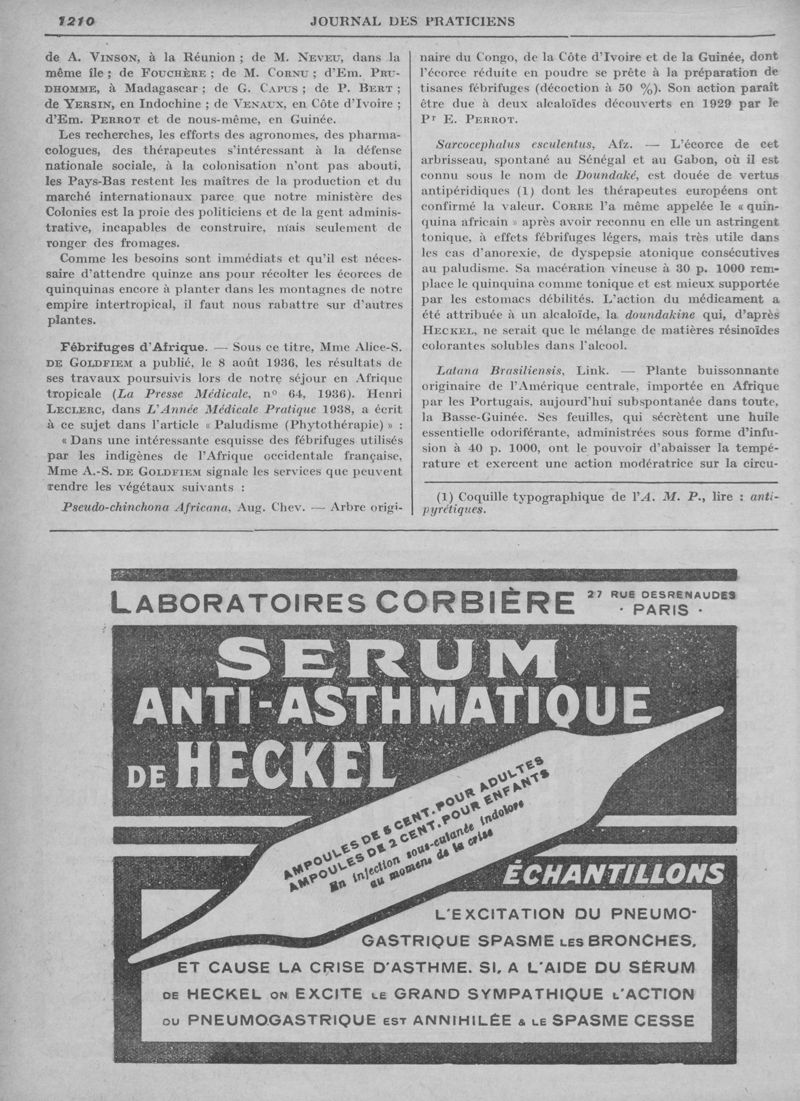 1210
JOURNAL DES PRATICIENS
de A. VINSON, à la Réunion ; de M. NEVEU, dans la
même île ; de FOUCHÈRE ; de M. CORNU ; d'Em. PRU-
DHOMME, à Madagascar ; de G. CAPUS ; de P. BERT ;
de YERSIN, en Indochine ; de VENAUX, en Côte d'Ivoire ;
d'Em. PERROT et de nous-même, en Guinée.
Les recherches, les efforts des agronomes, des pharma-
cologues, des thérapeutes s'intéressant à la défense
nationale sociale, à la colonisation n'ont pas abouti,
les Pays-Bas restent les maîtres de la production et du
marché internationaux parce que notre ministère des
Colonies est la proie des politiciens et de la gent adminis-
trative, incapables de construire, mais seulement de
ronger des fromages.
Comme les besoins sont immédiats et qu'il est néces-
saire d'attendre quinze ans pour récolter les écorces de
quinquinas encore à planter dans les montagnes de notre
empire intertropical, il faut nous rabattre sur d'autres
plantes.
Fébrifuges d'Afrique. — Sous ce titre, Mme Alice-S.
DE GOLDFIEM a publié, le 8 août 1936, les résultats de
ses travaux poursuivis lors de notre séjour en Afrique
tropicale (La Presse Médicale, n° 64, 1936). Henri
LECLERC, dans L'Année Médicale Pratique 1938, a écrit
à ce sujet dans l'article « Paludisme (Phytothérapie) » :
« Dans une intéressante esquisse des fébrifuges utilisés
par les indigènes de l'Afrique occidentale française,
Mme A.-S. DE GOLDFIEM signale les services que peuvent
rendre les végétaux suivants :
Pseudo-chinchona Africana, Aug. Chev. — Arbre origi-
naire du Congo, de la Côte d'Ivoire et de la Guinée, dont
l'écorce réduite en poudre se prête à la préparation de
tisanes fébrifuges (décoction à 50 %). Son action paraît
être due à deux alcaloïdes découverts en 1929 par le
Pr E. PERROT.
Sarcocephalus esculentus, Afz. — L'écorce de cet
arbrisseau, spontané au Sénégal et au Gabon, où il est
connu sous le nom de Doundaké, est douée de vertus
antipéridiques (1) dont les thérapeutes européens ont
confirmé la valeur. CORRE l'a même appelée le « quin-
quina africain » après avoir reconnu en elle un astringent
tonique, à effets fébrifuges légers, mais très utile dans
les cas d'anorexie, de dyspepsie atonique consécutives
au paludisme. Sa macération vineuse à 30 p. 1000 rem-
place le quinquina comme tonique et est mieux supportée
par les estomacs débilités. L'action du médicament a
été attribuée à un alcaloïde, la doundakine qui, d'après
HECKEL, ne serait que le mélange de matières résinoïdes
colorantes solubles dans l'alcool.
Latana Brasiliensis, Link. — Plante buissonnante
originaire de l'Amérique centrale, importée en Afrique
par les Portugais, aujourd'hui subspontanée dans toute,
la Basse-Guinée. Ses feuilles, qui sécrètent une huile
essentielle odoriférante, administrées sous forme d'infu-
sion à 40 p. 1000, ont le pouvoir d'abaisser la tempé-
rature et exercent une action modératrice sur la circu-
(1) Coquille typographique de l'A. M. P., lire : anti-
pyrétiques.
LABORATOIRES CORBIÈRE 27 RUE DESRENAUDES
· PARIS ·
SERUM
ANTI-ASTHMATIQUE
DE HECKEL
AMPOULES DE 5 CENT. POUR ADULTES
AMPOULES DE 2 CENT. POUR ENFANTS
En injection sous-cutanée indolore
au moment de la crise
ÉCHANTILLONS
L'EXCITATION DU PNEUMO-
GASTRIQUE SPASME LES BRONCHES,
ET CAUSE LA CRISE D'ASTHME. SI, A L'AIDE DU SÉRUM
DE HECKEL ON EXCITE LE GRAND SYMPATHIQUE L'ACTION
DU PNEUMOGASTRIQUE EST ANNIHILÉE & LE SPASME CESSE